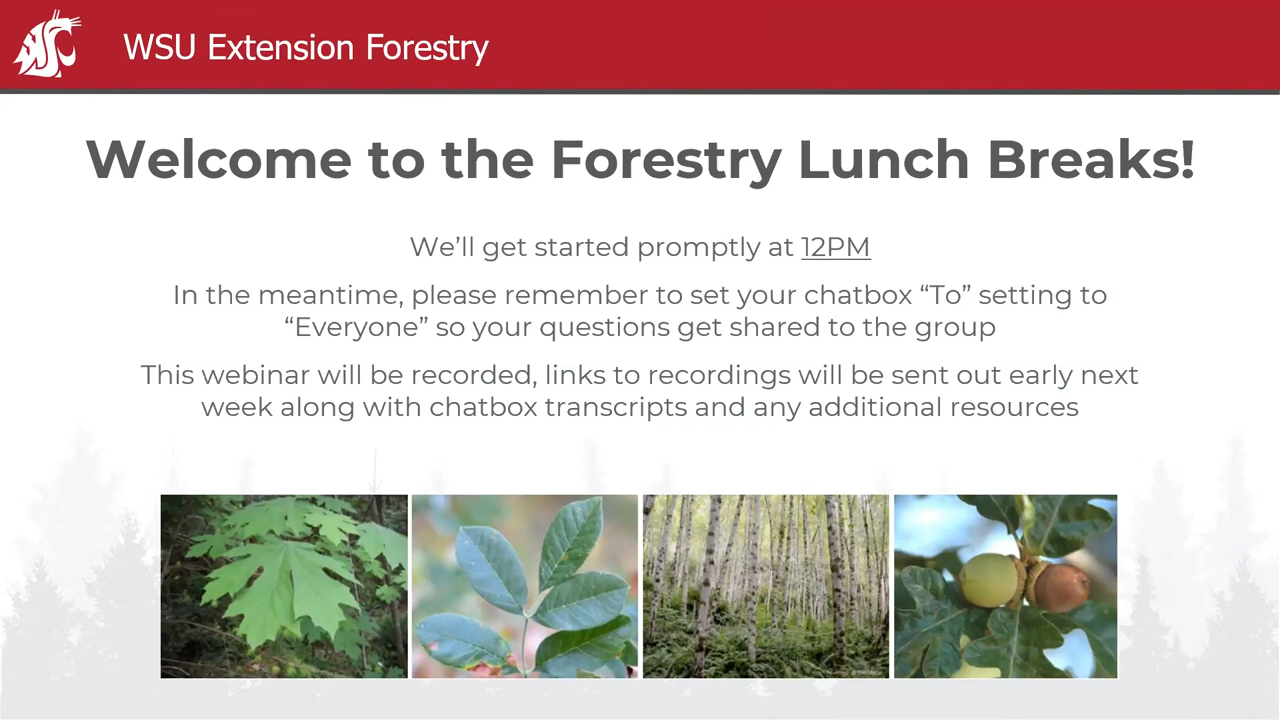 WSU Extension Forestry
Welcome to the Forestry Lunch Breaks!
We’ll get started promptly at 12PM
In the meantime, please remember to set your chatbox “To” setting to
“Everyone” so your questions get shared to the group
This webinar will be recorded, links to recordings will be sent out early next
week along with chatbox transcripts and any additional resources